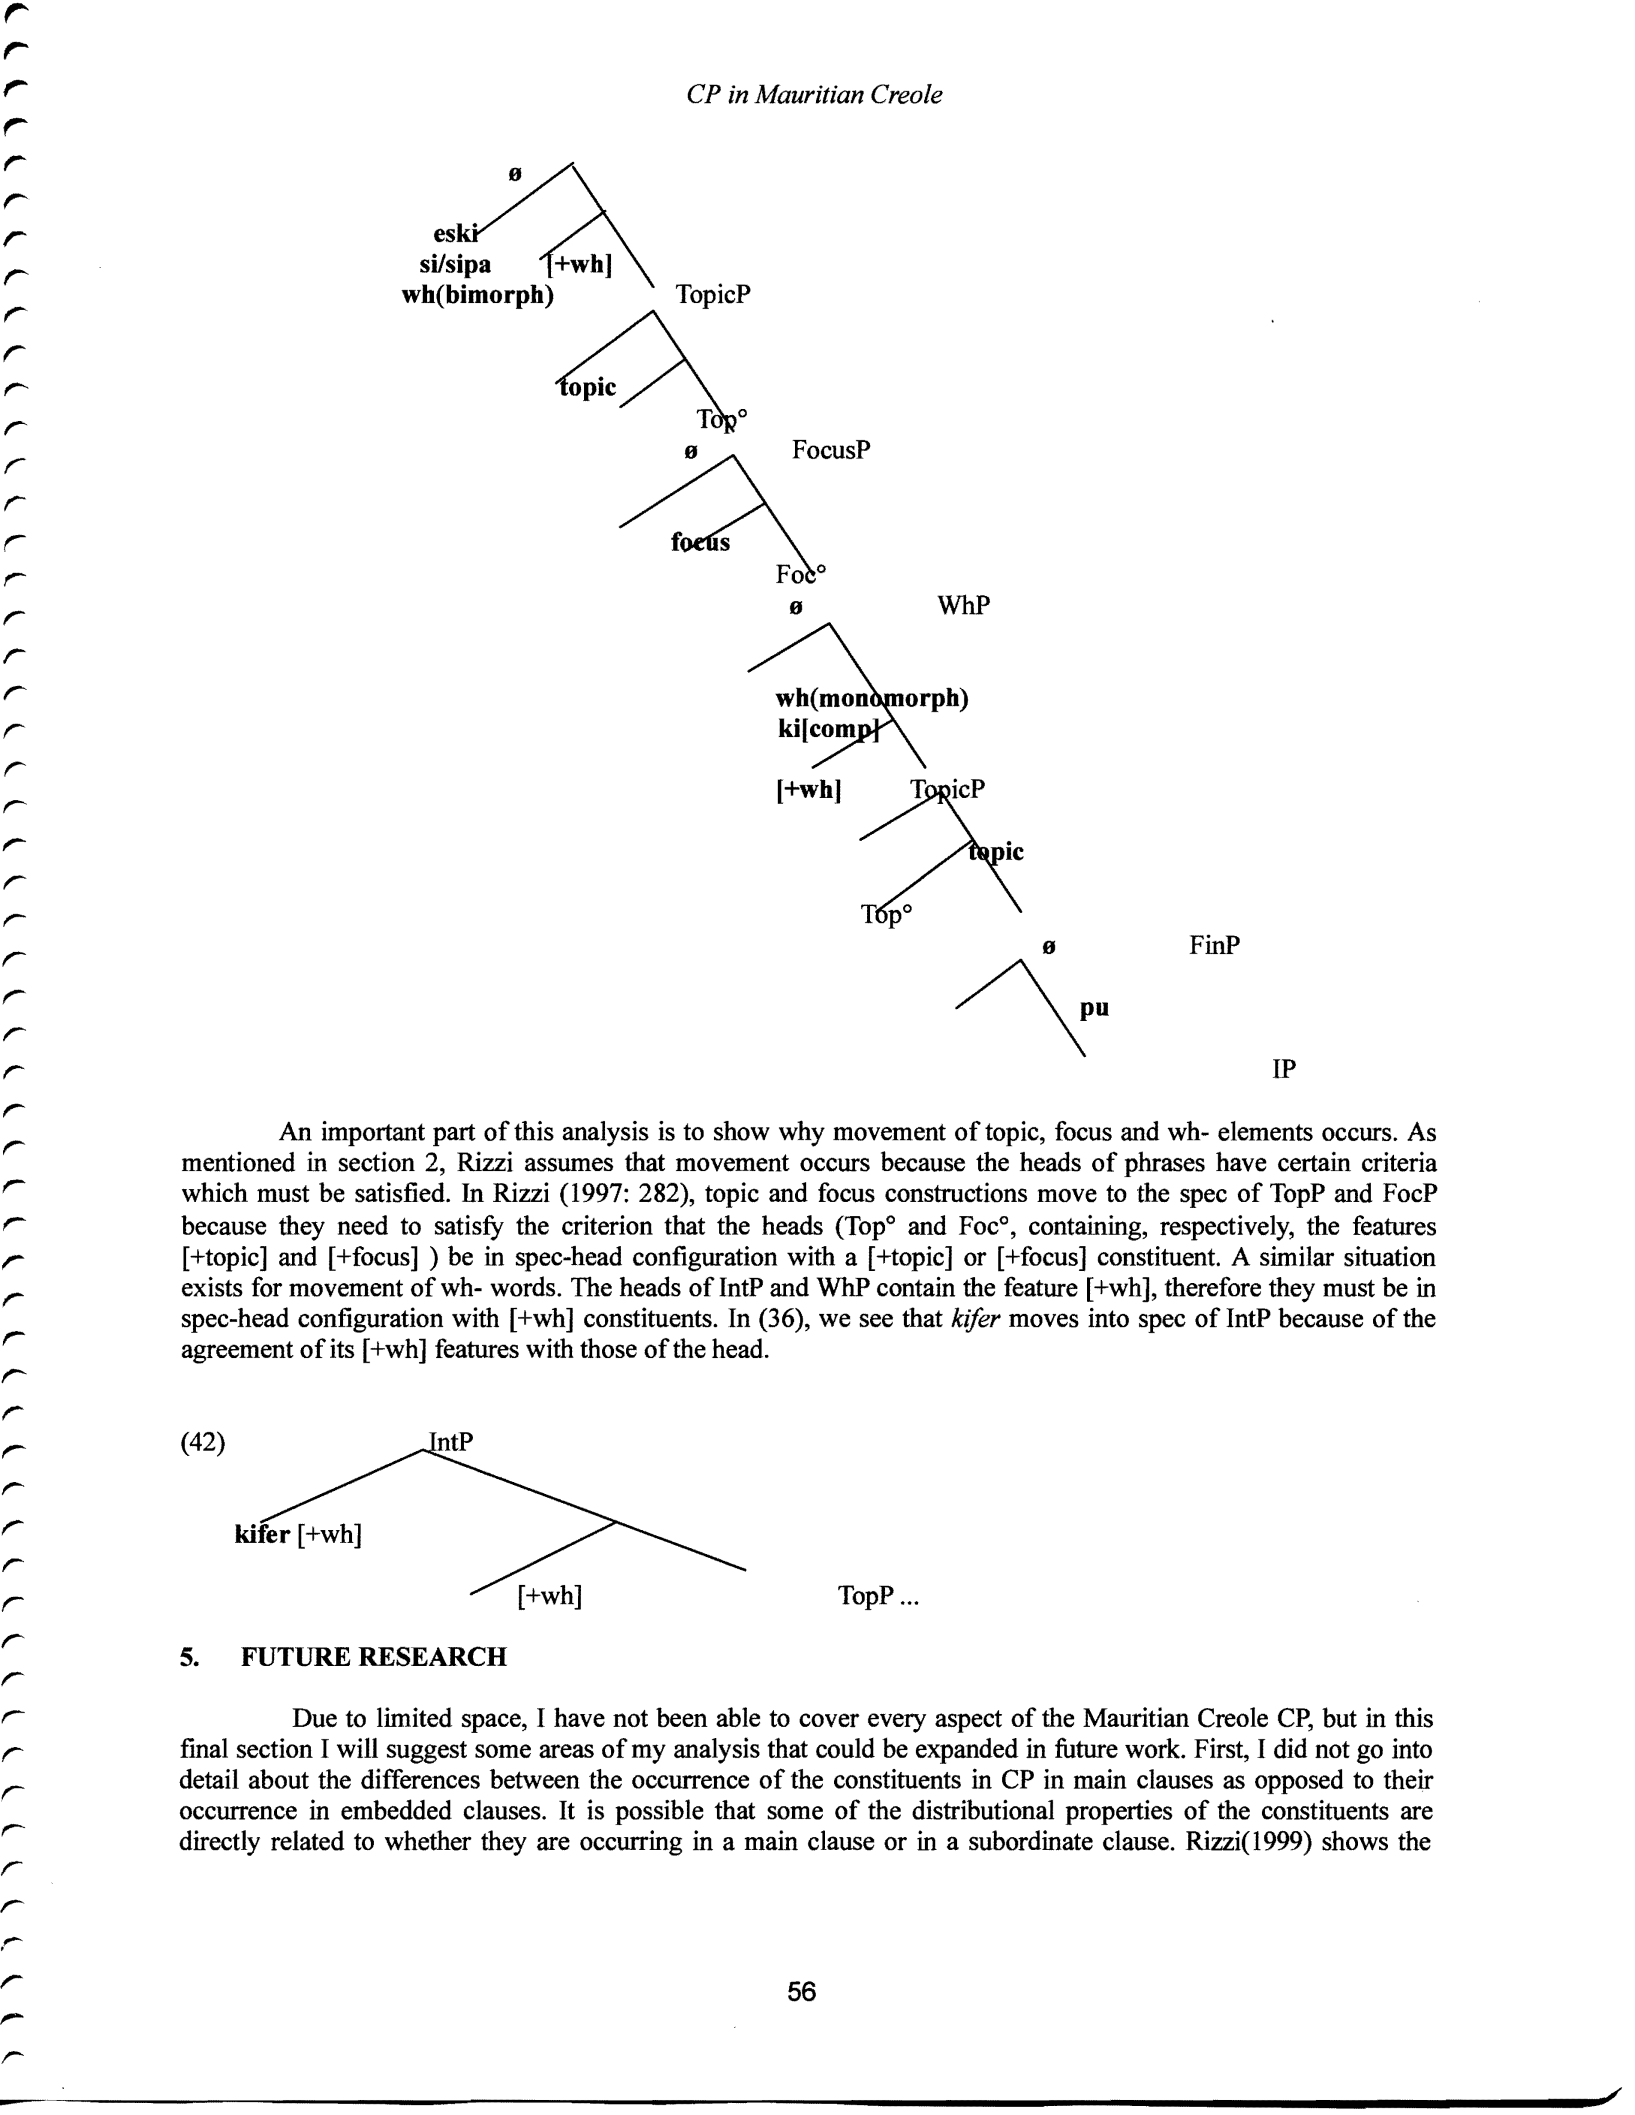 CP in Mauritian Creole
ø
eski
si/sipa [+wh]
wh(bimorph) TopicP
topic
Top°
ø FocusP
focus
Foc°
ø WhP
wh(monomorph)
ki[comp]
[+wh] TopicP
topic
Top°
ø FinP
pu
IP
An important part of this analysis is to show why movement of topic, focus and wh- elements occurs. As
mentioned in section 2, Rizzi assumes that movement occurs because the heads of phrases have certain criteria
which must be satisfied. In Rizzi (1997: 282), topic and focus constructions move to the spec of TopP and FocP
because they need to satisfy the criterion that the heads (Top° and Foc°, containing, respectively, the features
[+topic] and [+focus] ) be in spec-head configuration with a [+topic] or [+focus] constituent. A similar situation
exists for movement of wh- words. The heads of IntP and WhP contain the feature [+wh], therefore they must be in
spec-head configuration with [+wh] constituents. In (36), we see that kifer moves into spec of IntP because of the
agreement of its [+wh] features with those of the head.
(42) IntP
kifer [+wh]
[+wh] TopP ...
5. FUTURE RESEARCH
Due to limited space, I have not been able to cover every aspect of the Mauritian Creole CP, but in this
final section I will suggest some areas of my analysis that could be expanded in future work. First, I did not go into
detail about the differences between the occurrence of the constituents in CP in main clauses as opposed to their
occurrence in embedded clauses. It is possible that some of the distributional properties of the constituents are
directly related to whether they are occurring in a main clause or in a subordinate clause. Rizzi(1999) shows the
56